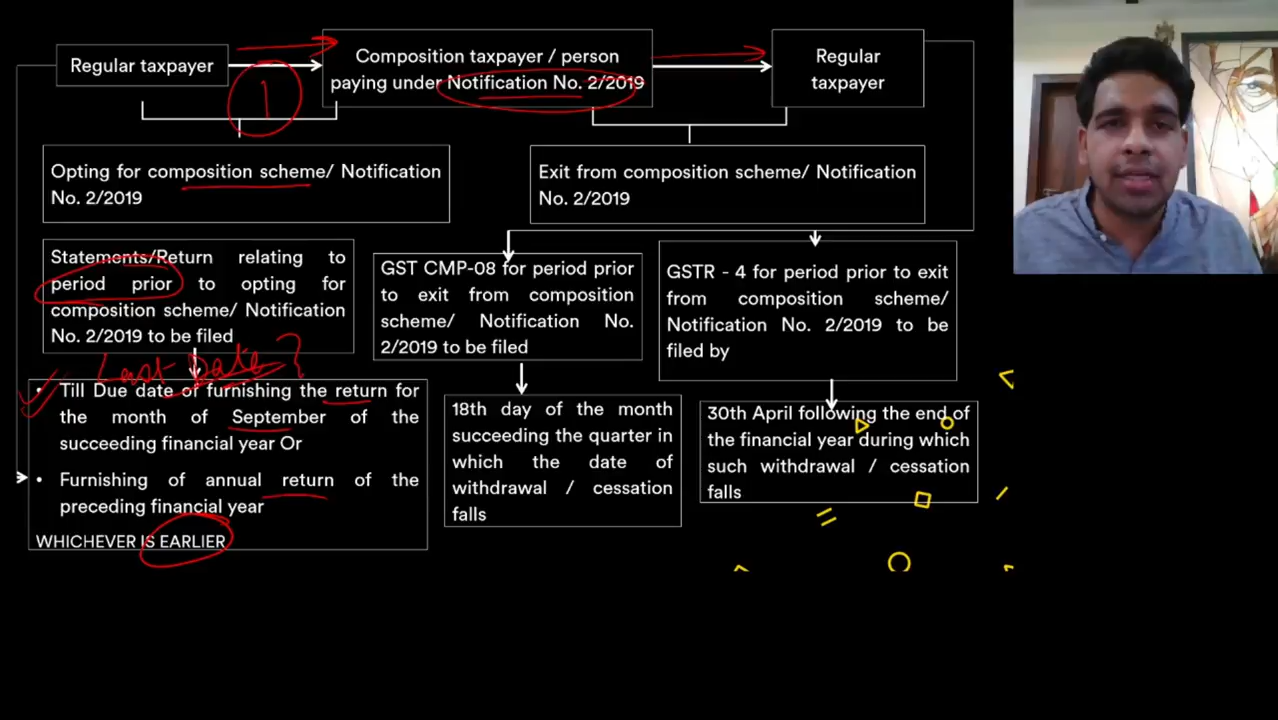 Regular taxpayer
Composition taxpayer / person
paying under Notification No. 2/2019
Regular
taxpayer
1
Opting for composition scheme/ Notification
No. 2/2019
Exit from composition scheme/ Notification
No. 2/2019
Statements/Return relating to
period prior to opting for
composition scheme/ Notification
No. 2/2019 to be filed
GST CMP-08 for period prior
to exit from composition
scheme/ Notification No.
2/2019 to be filed
GSTR - 4 for period prior to exit
from composition scheme/
Notification No. 2/2019 to be
filed by
Last Date?
• Till Due date of furnishing the return for
the month of September of the
succeeding financial year Or
• Furnishing of annual return of the
preceding financial year
WHICHEVER IS EARLIER
18th day of the month
succeeding the quarter in
which the date of
withdrawal / cessation
falls
30th April following the end of
the financial year during which
such withdrawal / cessation
falls